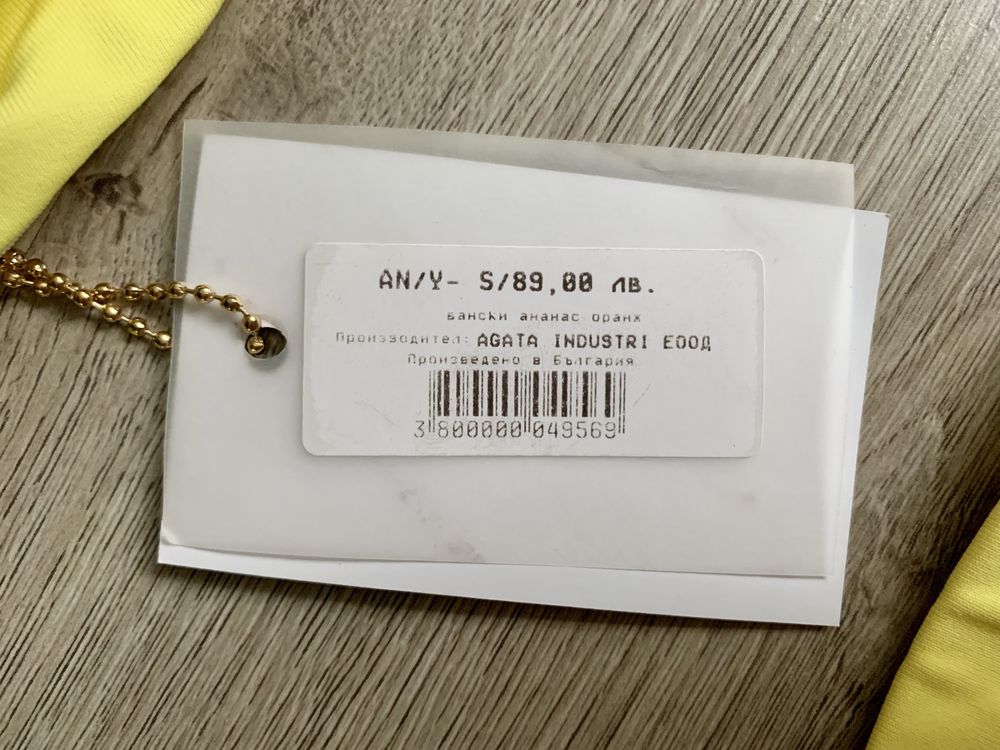 AN/Y- S/89,00 лв.
бански ананас оранж
Производител: AGATA INDUSTRI ЕООД
Произведено в България
3 800000 049569